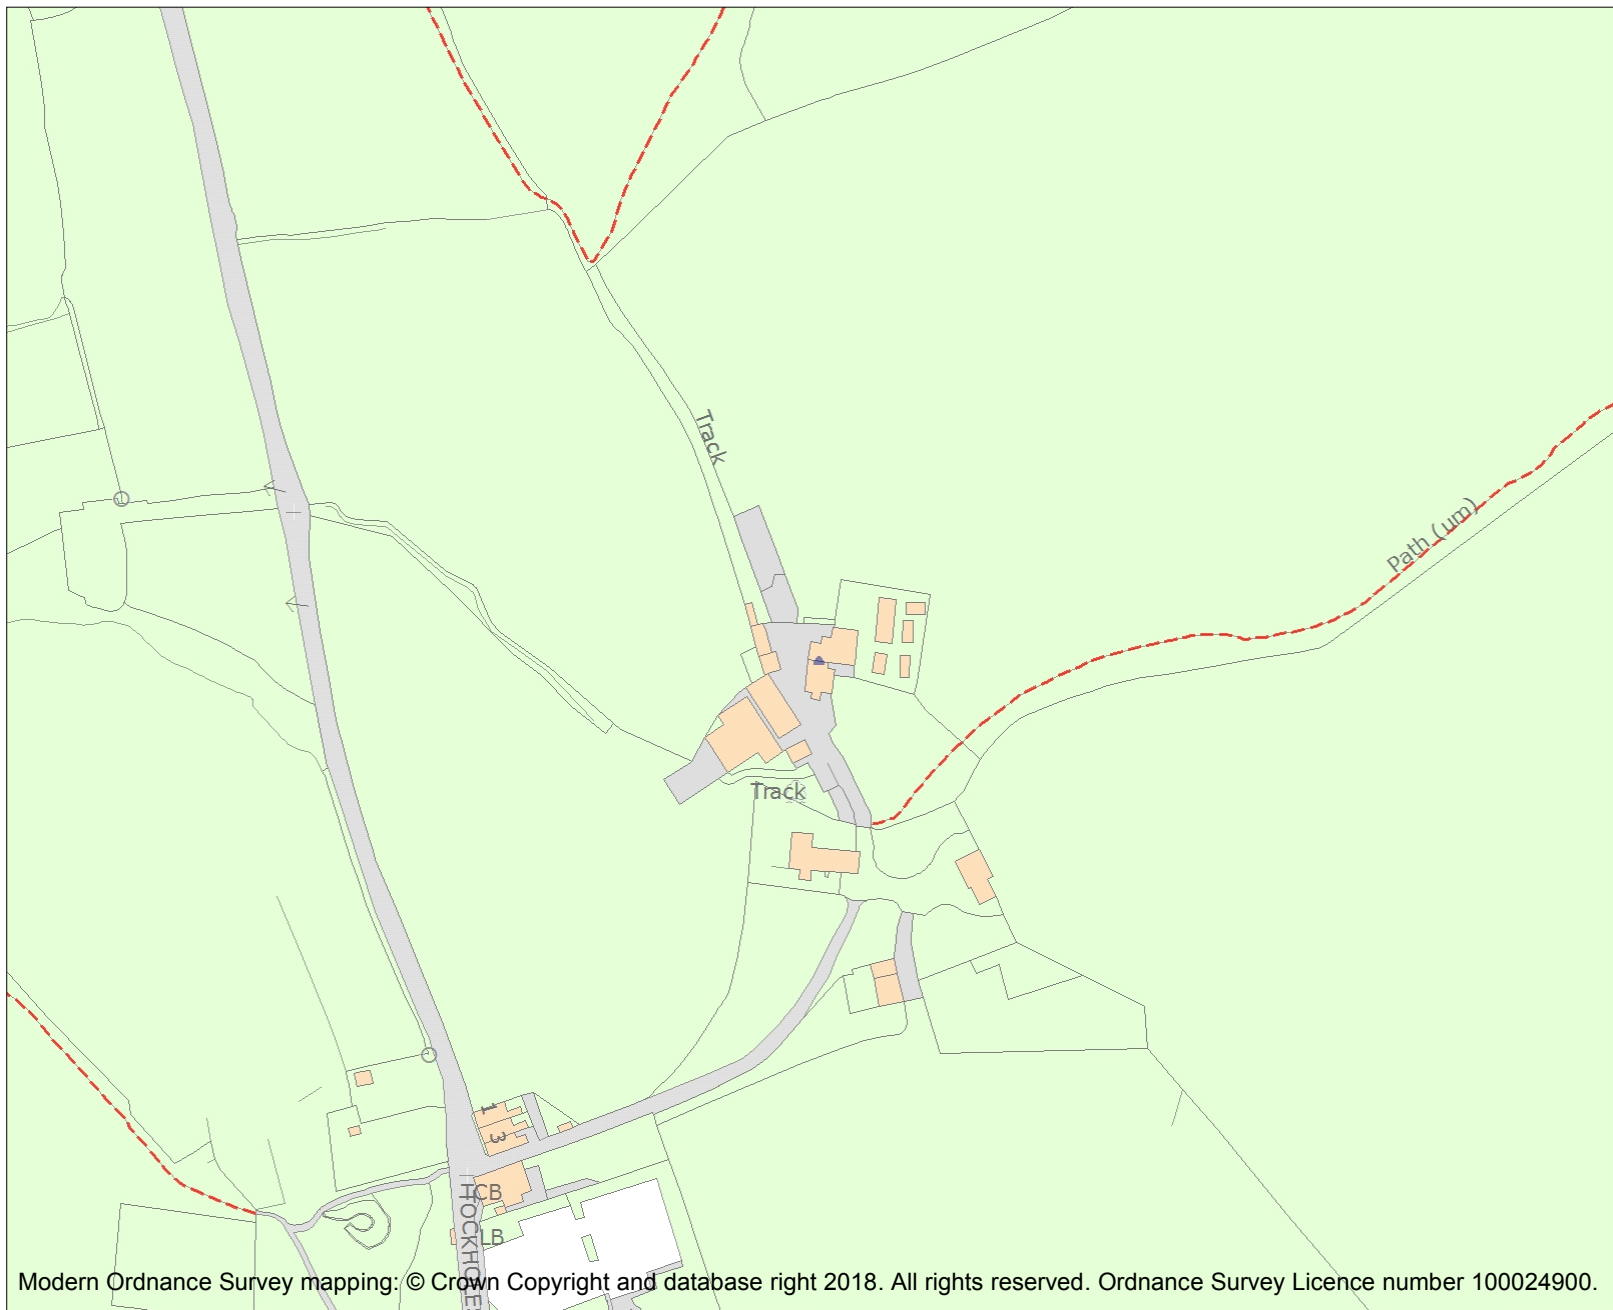 Track
Path (um)
Track
1
3
TCB
LB
Modern Ordnance Survey mapping: © Crown Copyright and database right 2018. All rights reserved. Ordnance Survey Licence number 100024900.